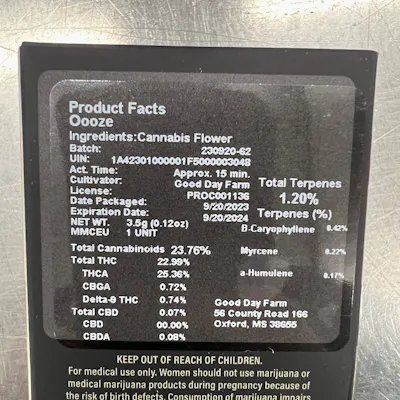 Product Facts
Oooze
Ingredients:Cannabis Flower
Batch: 230920-62
UIN: 1A42301000001F5000003048
Act. Time: Approx. 15 min.
Cultivator: Good Day Farm
License: PROC001136
Date Packaged: 9/20/2023
Expiration Date: 9/20/2024
NET WT. 3.5g (0.12oz)
MMCEU 1 UNIT
Total Terpenes
1.20%
Terpenes (%)
B-Caryophyllene 0.42%
Myrcene 0.22%
a-Humulene 0.17%
Total Cannabinoids 23.76%
Total THC 22.99%
THCA 25.36%
CBGA 0.72%
Delta-9 THC 0.74%
Total CBD 0.07%
CBD 00.00%
CBDA 0.08%
Good Day Farm
56 County Road 166
Oxford, MS 38655
KEEP OUT OF REACH OF CHILDREN.
For medical use only. Women should not use marijuana or
medical marijuana products during pregnancy because of
the risk of birth defects. Consumption of marijuana impairs